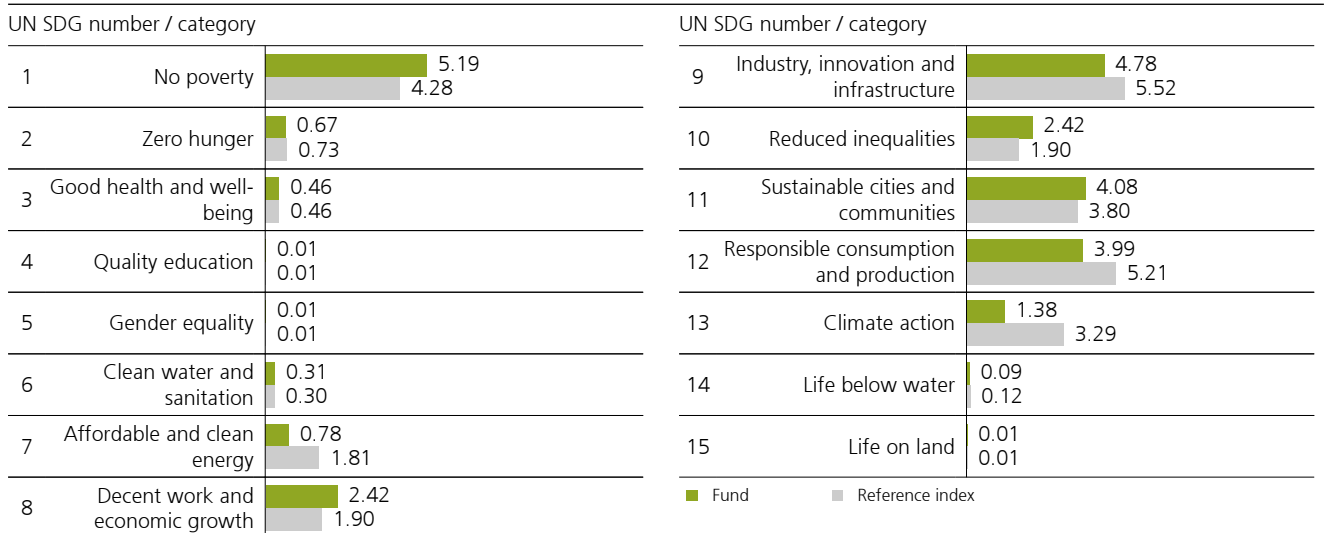 UN SDG number / category
1
No poverty
5.19
4.28
2
Zero hunger
0.67
0.73
3
Good health and well-
being
0.46
0.46
4
Quality education
0.01
0.01
5
Gender equality
0.01
0.01
6
Clean water and
sanitation
0.31
0.30
7
Affordable and clean
energy
0.78
1.81
8
Decent work and
economic growth
2.42
1.90
UN SDG number / category
9
Industry, innovation and
infrastructure
4.78
5.52
10
Reduced inequalities
2.42
1.90
11
Sustainable cities and
communities
4.08
3.80
12
Responsible consumption
and production
3.99
5.21
13
Climate action
1.38
3.29
14
Life below water
0.09
0.12
15
Life on land
0.01
0.01
Fund
Reference index